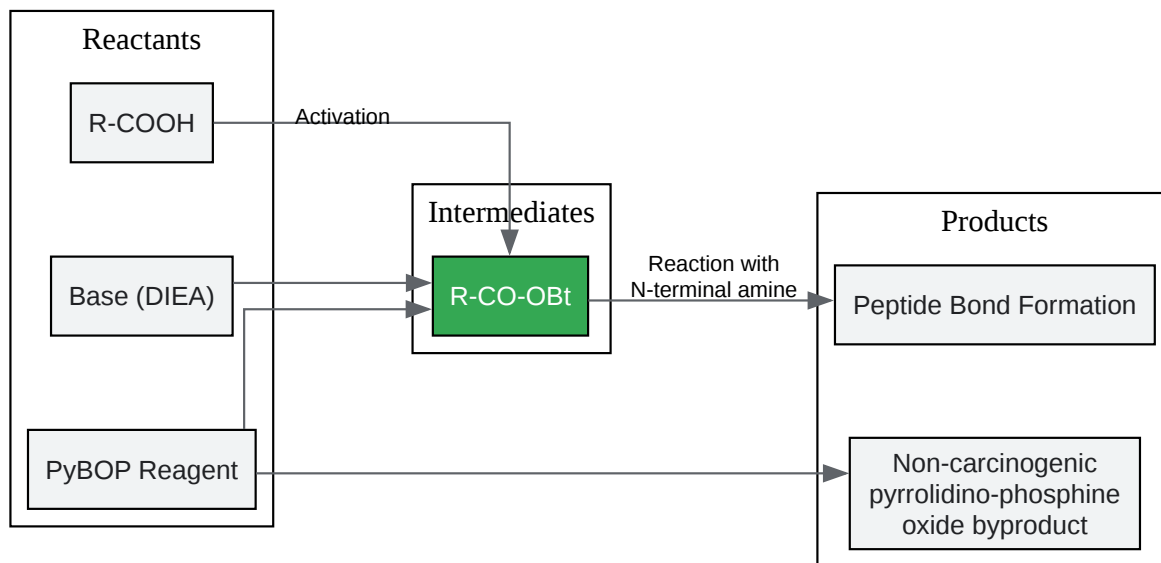 Reactants
R-COOH
Activation
Base (DIEA)
PyBOP Reagent
Intermediates
R-CO-OBt
Reaction with
N-terminal amine
Products
Peptide Bond Formation
Non-carcinogenic
pyrrolidino-phosphine
oxide byproduct